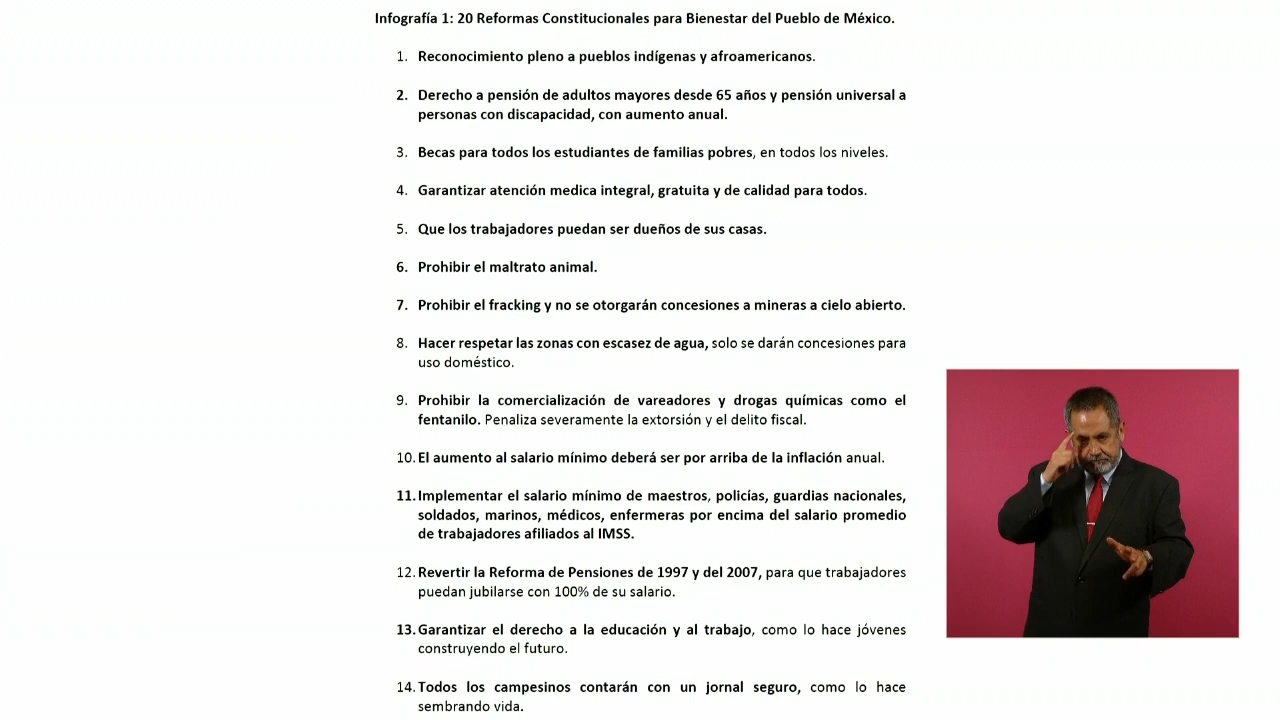 Infografía 1: 20 Reformas Constitucionales para Bienestar del Pueblo de México.
1. Reconocimiento pleno a pueblos indígenas y afroamericanos.
2. Derecho a pensión de adultos mayores desde 65 años y pensión universal a
personas con discapacidad, con aumento anual.
3. Becas para todos los estudiantes de familias pobres, en todos los niveles.
4. Garantizar atención medica integral, gratuita y de calidad para todos.
5. Que los trabajadores puedan ser dueños de sus casas.
6. Prohibir el maltrato animal.
7. Prohibir el fracking y no se otorgarán concesiones a mineras a cielo abierto.
8. Hacer respetar las zonas con escasez de agua, solo se darán concesiones para
uso doméstico.
9. Prohibir la comercialización de vareadores y drogas químicas como el
fentanilo. Penaliza severamente la extorsión y el delito fiscal.
10. El aumento al salario mínimo deberá ser por arriba de la inflación anual.
11. Implementar el salario mínimo de maestros, policías, guardias nacionales,
soldados, marinos, médicos, enfermeras por encima del salario promedio
de trabajadores afiliados al IMSS.
12. Revertir la Reforma de Pensiones de 1997 y del 2007, para que trabajadores
puedan jubilarse con 100% de su salario.
13. Garantizar el derecho a la educación y al trabajo, como lo hace jóvenes
construyendo el futuro.
14. Todos los campesinos contarán con un jornal seguro, como lo hace
sembrando vida.